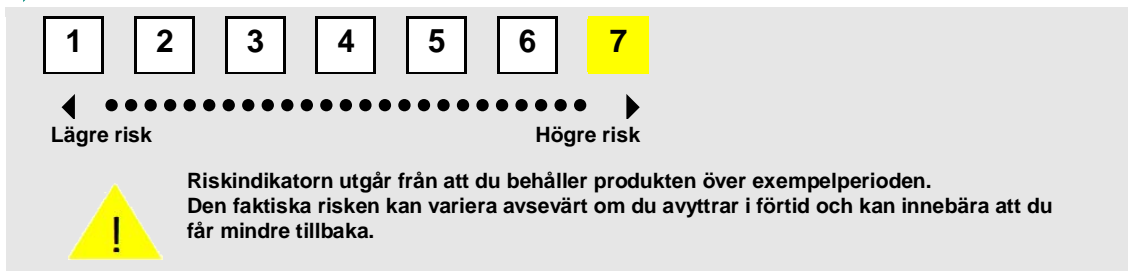 1 2 3 4 5 6 7
Lägre risk Högre risk
Riskindikatorn utgår från att du behåller produkten över exempelperioden.
Den faktiska risken kan variera avsevärt om du avyttrar i förtid och kan innebära att du
får mindre tillbaka.
!